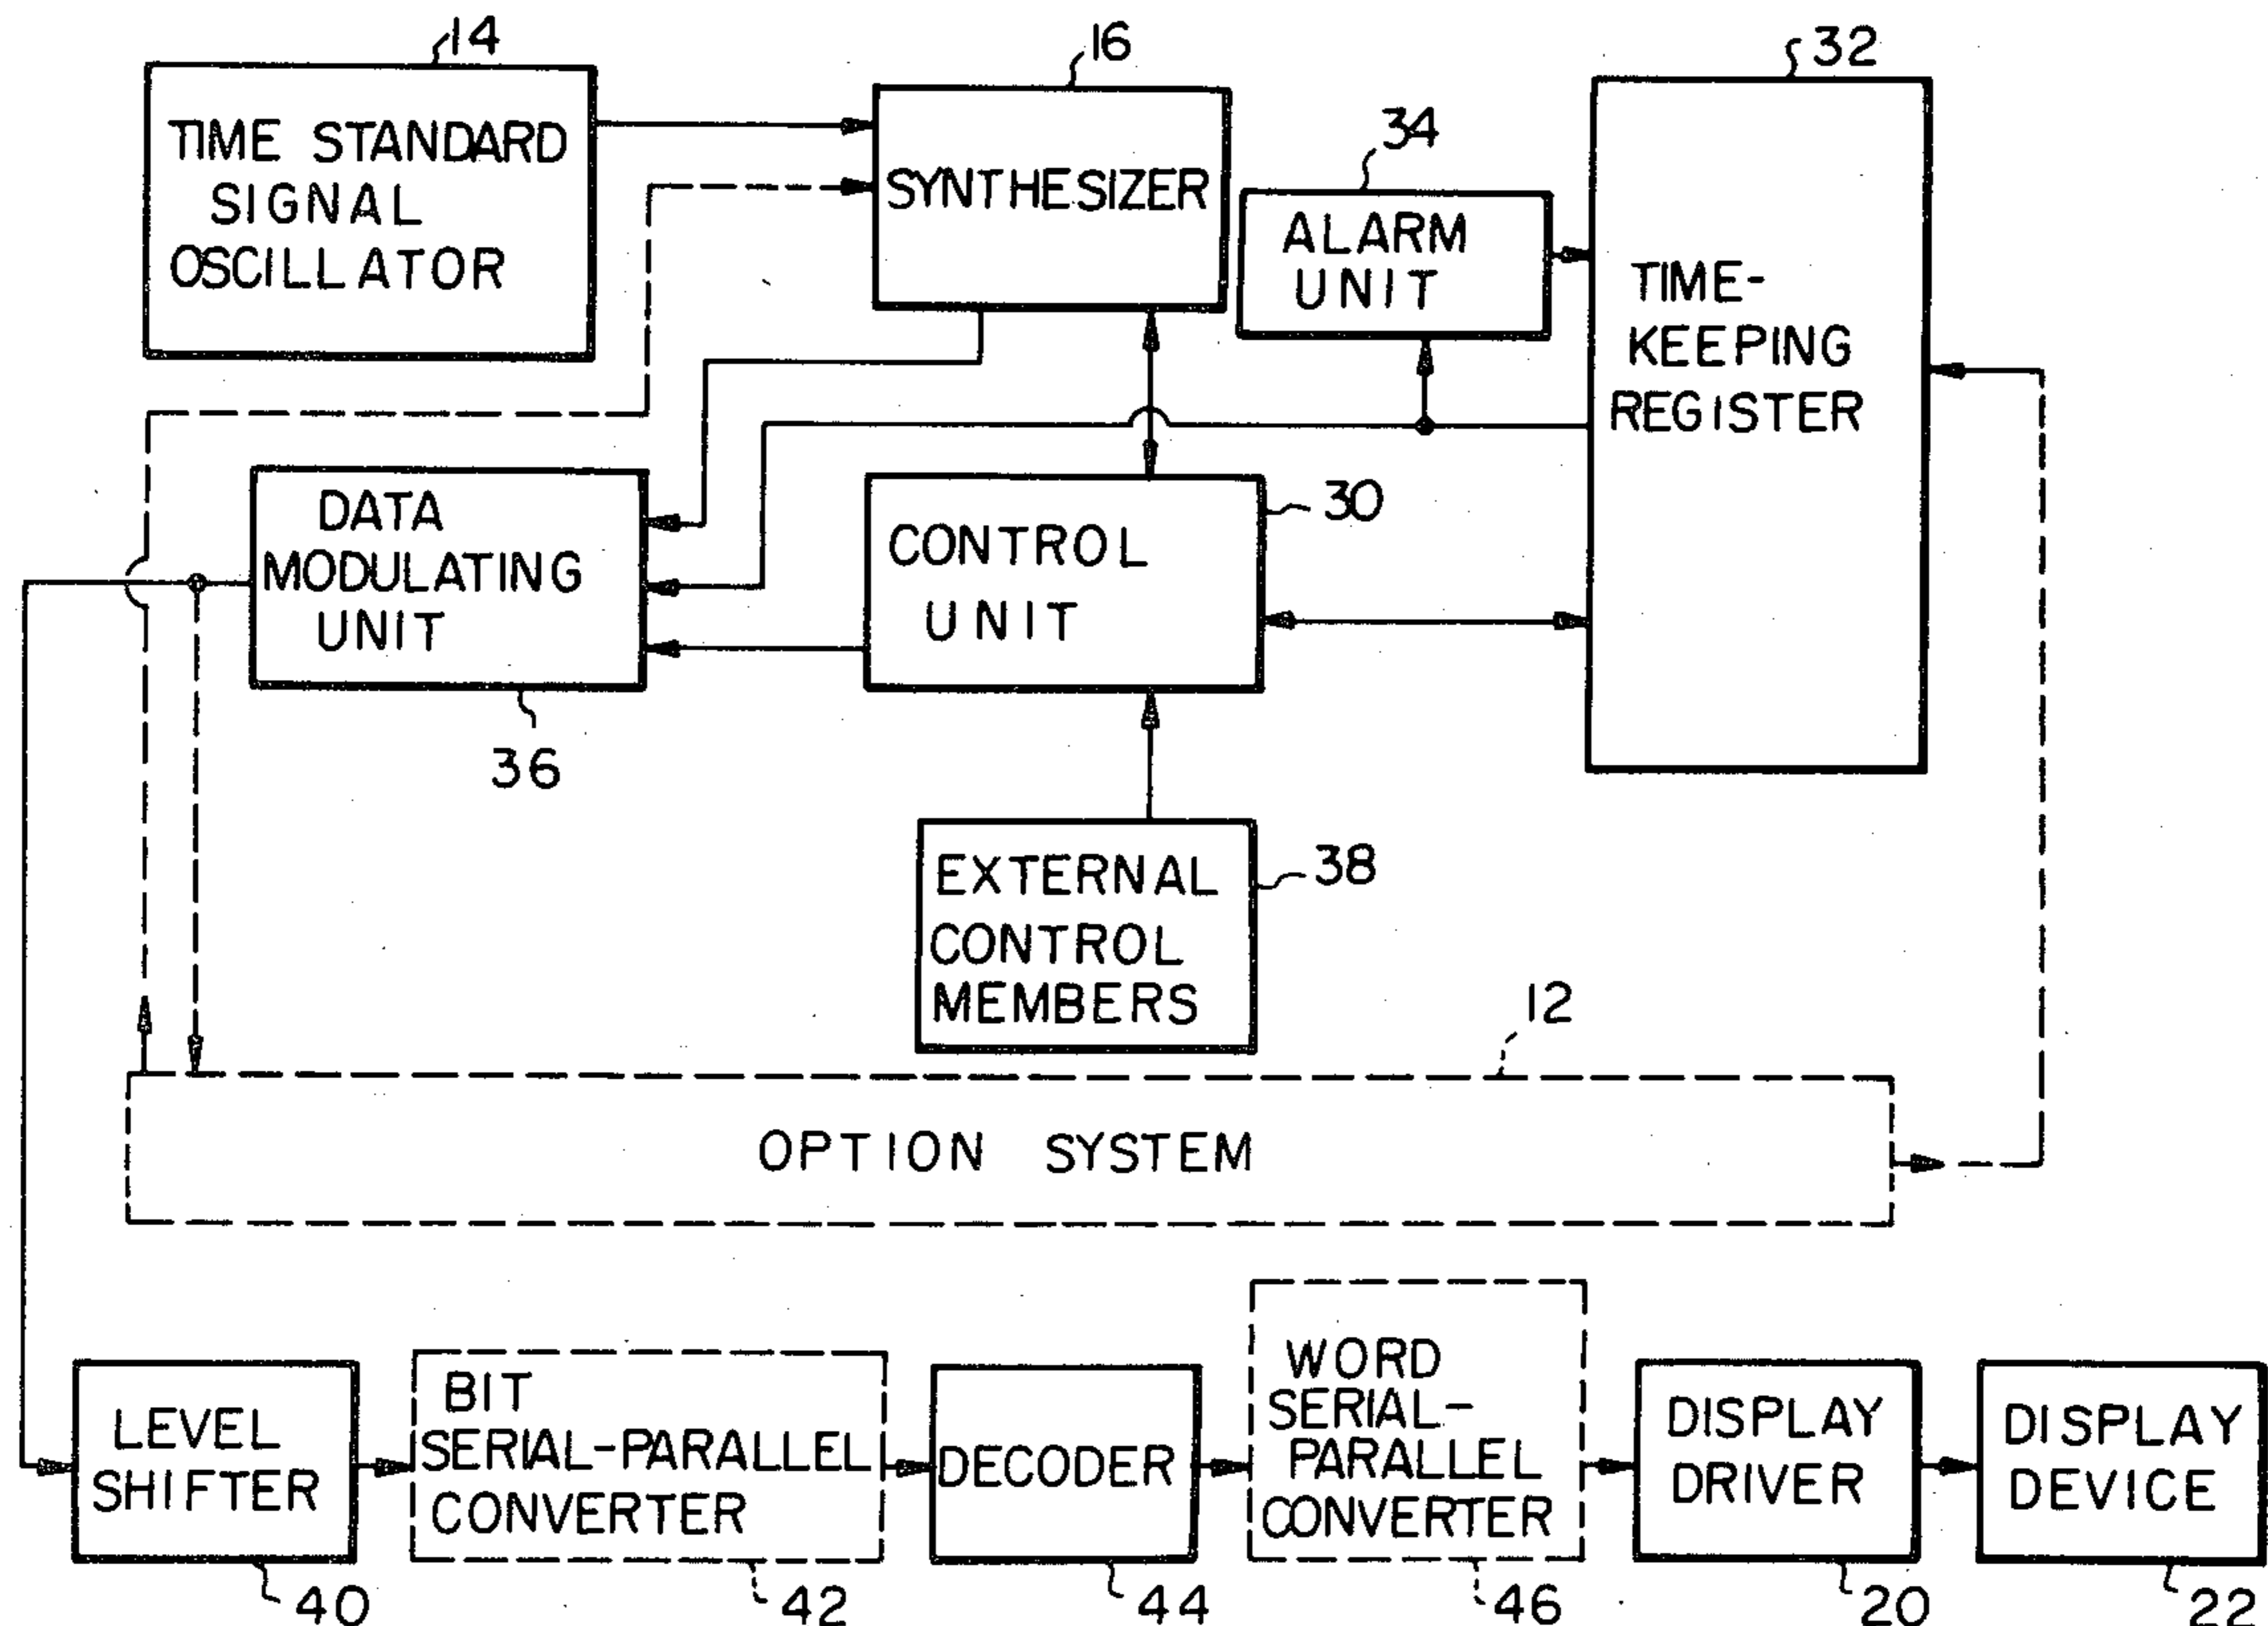 14
TIME STANDARD
SIGNAL
OSCILLATOR
16
SYNTHESIZER
34
ALARM
UNIT
32
TIME-
KEEPING
REGISTER
DATA
MODULATING
UNIT
36
CONTROL
UNIT
30
EXTERNAL
CONTROL
MEMBERS
38
12
OPTION SYSTEM
LEVEL
SHIFTER
40
BIT
SERIAL-PARALLEL
CONVERTER
42
DECODER
44
WORD
SERIAL-
PARALLEL
CONVERTER
46
DISPLAY
DRIVER
20
DISPLAY
DEVICE
22